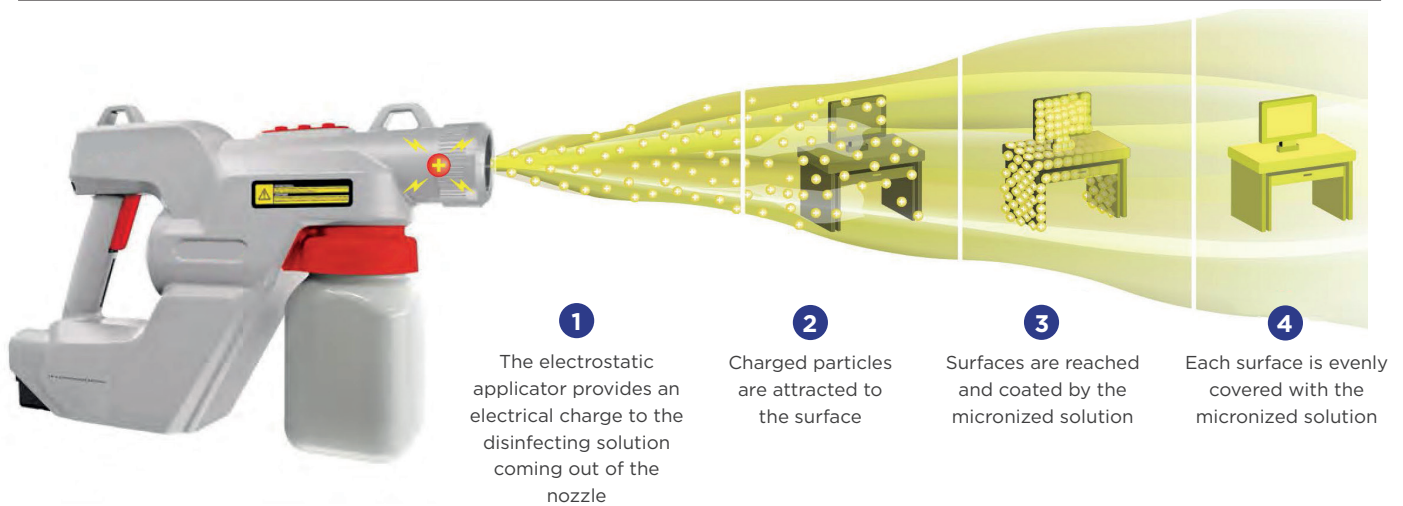 1
The electrostatic
applicator provides an
electrical charge to the
disinfecting solution
coming out of the
nozzle
2
Charged particles
are attracted to
the surface
3
Surfaces are reached
and coated by the
micronized solution
4
Each surface is evenly
covered with the
micronized solution